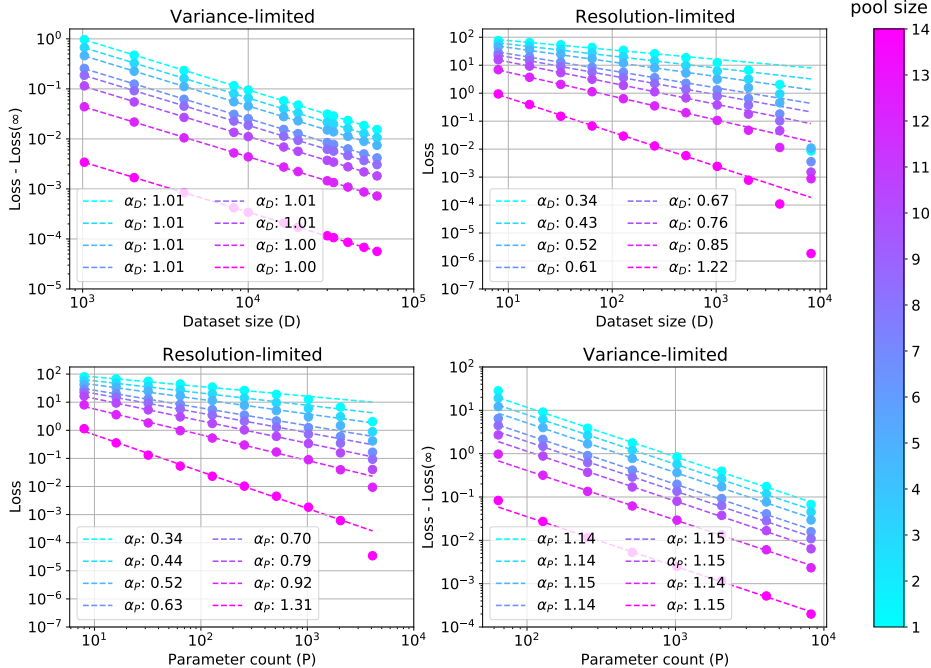 pool size
Variance-limited
Resolution-limited
10⁰
10⁻¹
10⁻²
10⁻³
10⁻⁴
10⁻⁵
Loss - Loss(∞)
α_D: 1.01
α_D: 1.01
α_D: 1.01
α_D: 1.01
α_D: 1.01
α_D: 1.01
α_D: 1.00
α_D: 1.00
10³
10⁴
10⁵
Dataset size (D)
10²
10¹
10⁰
10⁻¹
10⁻²
10⁻³
10⁻⁴
10⁻⁵
10⁻⁶
10⁻⁷
Loss
α_D: 0.34
α_D: 0.43
α_D: 0.52
α_D: 0.61
α_D: 0.67
α_D: 0.76
α_D: 0.85
α_D: 1.22
10¹
10²
10³
10⁴
Dataset size (D)
Resolution-limited
Variance-limited
10²
10¹
10⁰
10⁻¹
10⁻²
10⁻³
10⁻⁴
10⁻⁵
10⁻⁶
10⁻⁷
Loss
α_P: 0.34
α_P: 0.44
α_P: 0.52
α_P: 0.63
α_P: 0.70
α_P: 0.79
α_P: 0.92
α_P: 1.31
10¹
10²
10³
10⁴
Parameter count (P)
10²
10¹
10⁰
10⁻¹
10⁻²
10⁻³
10⁻⁴
Loss - Loss(∞)
α_P: 1.14
α_P: 1.14
α_P: 1.15
α_P: 1.14
α_P: 1.15
α_P: 1.15
α_P: 1.14
α_P: 1.15
10²
10³
10⁴
Parameter count (P)
14
13
12
11
10
9
8
7
6
5
4
3
2
1